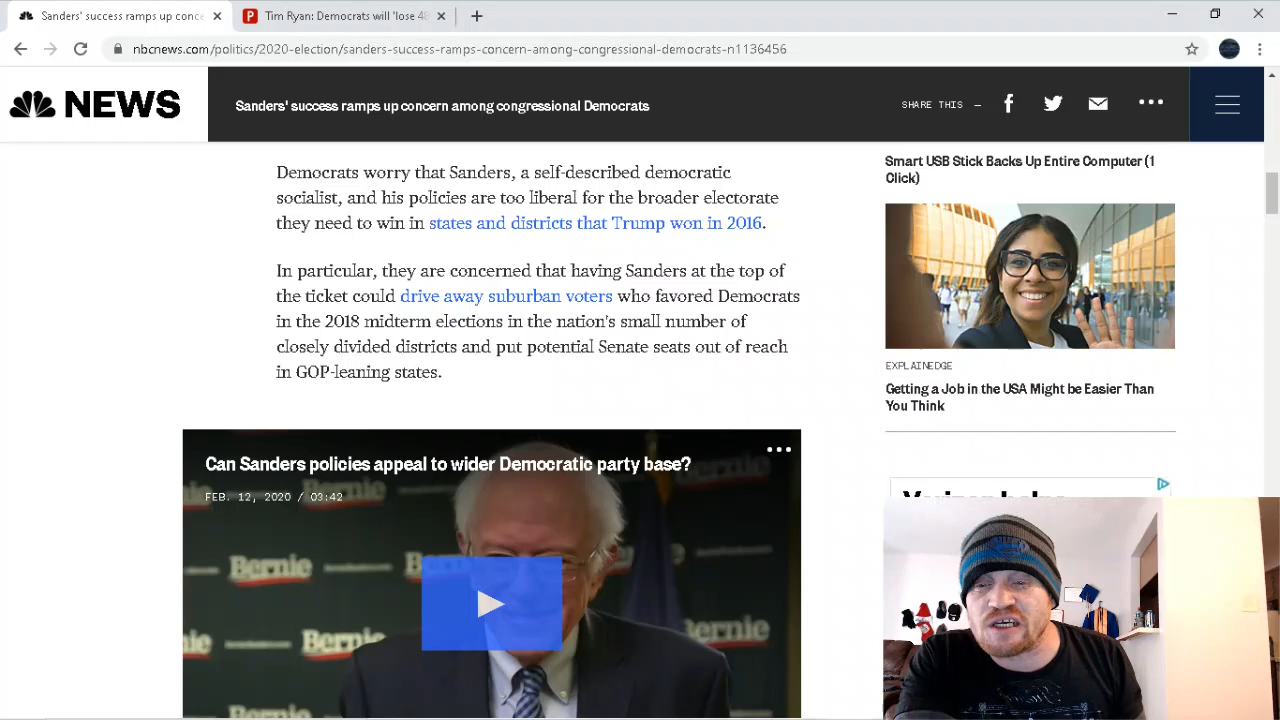 Sanders' success ramps up conce
Tim Ryan: Democrats will 'lose 48
nbcnews.com/politics/2020-election/sanders-success-ramps-concern-among-congressional-democrats-n1136456
NEWS
Sanders' success ramps up concern among congressional Democrats
SHARE THIS —
Democrats worry that Sanders, a self-described democratic
socialist, and his policies are too liberal for the broader electorate
they need to win in states and districts that Trump won in 2016.
In particular, they are concerned that having Sanders at the top of
the ticket could drive away suburban voters who favored Democrats
in the 2018 midterm elections in the nation's small number of
closely divided districts and put potential Senate seats out of reach
in GOP-leaning states.
Can Sanders policies appeal to wider Democratic party base?
FEB. 12, 2020 / 03:42
Bernie
Bernie
Bernie
Bernie
Bernie
Smart USB Stick Backs Up Entire Computer (1
Click)
EXPLAINEDGE
Getting a Job in the USA Might be Easier Than
You Think